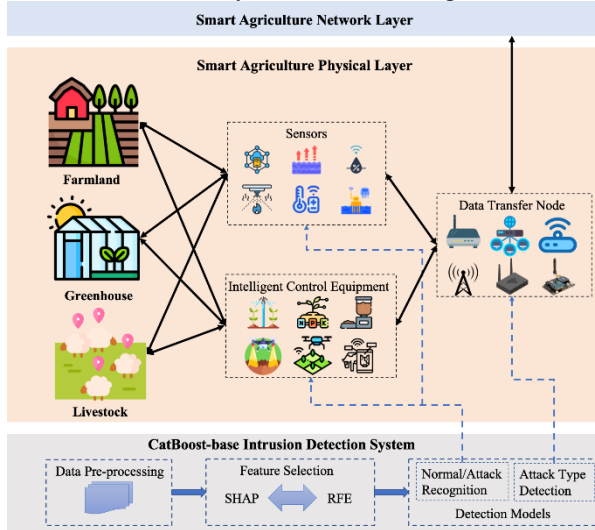 Smart Agriculture Network Layer
Smart Agriculture Physical Layer
Farmland
Greenhouse
Livestock
Sensors
Intelligent Control Equipment
N P K
Data Transfer Node
CatBoost-base Intrusion Detection System
Data Pre-processing
Feature Selection
SHAP
RFE
Normal/Attack
Recognition
Attack Type
Detection
Detection Models